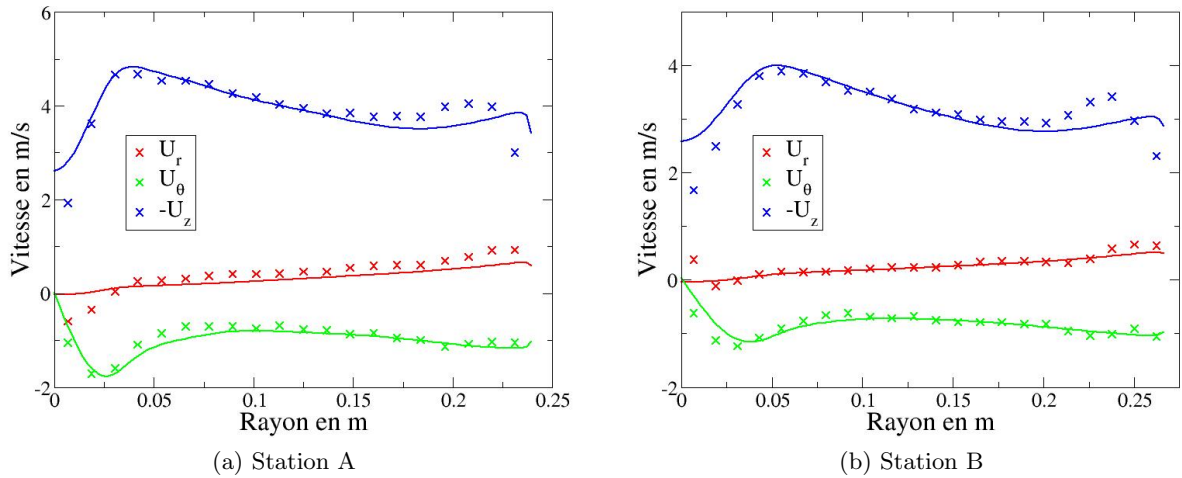 6
4
2
0
-2
Vitesse en m/s
U_r
U_θ
-U_z
0
0.05
0.1
0.15
0.2
0.25
Rayon en m
(a) Station A
4
2
0
-2
Vitesse en m/s
U_r
U_θ
-U_z
0
0.05
0.1
0.15
0.2
0.25
Rayon en m
(b) Station B